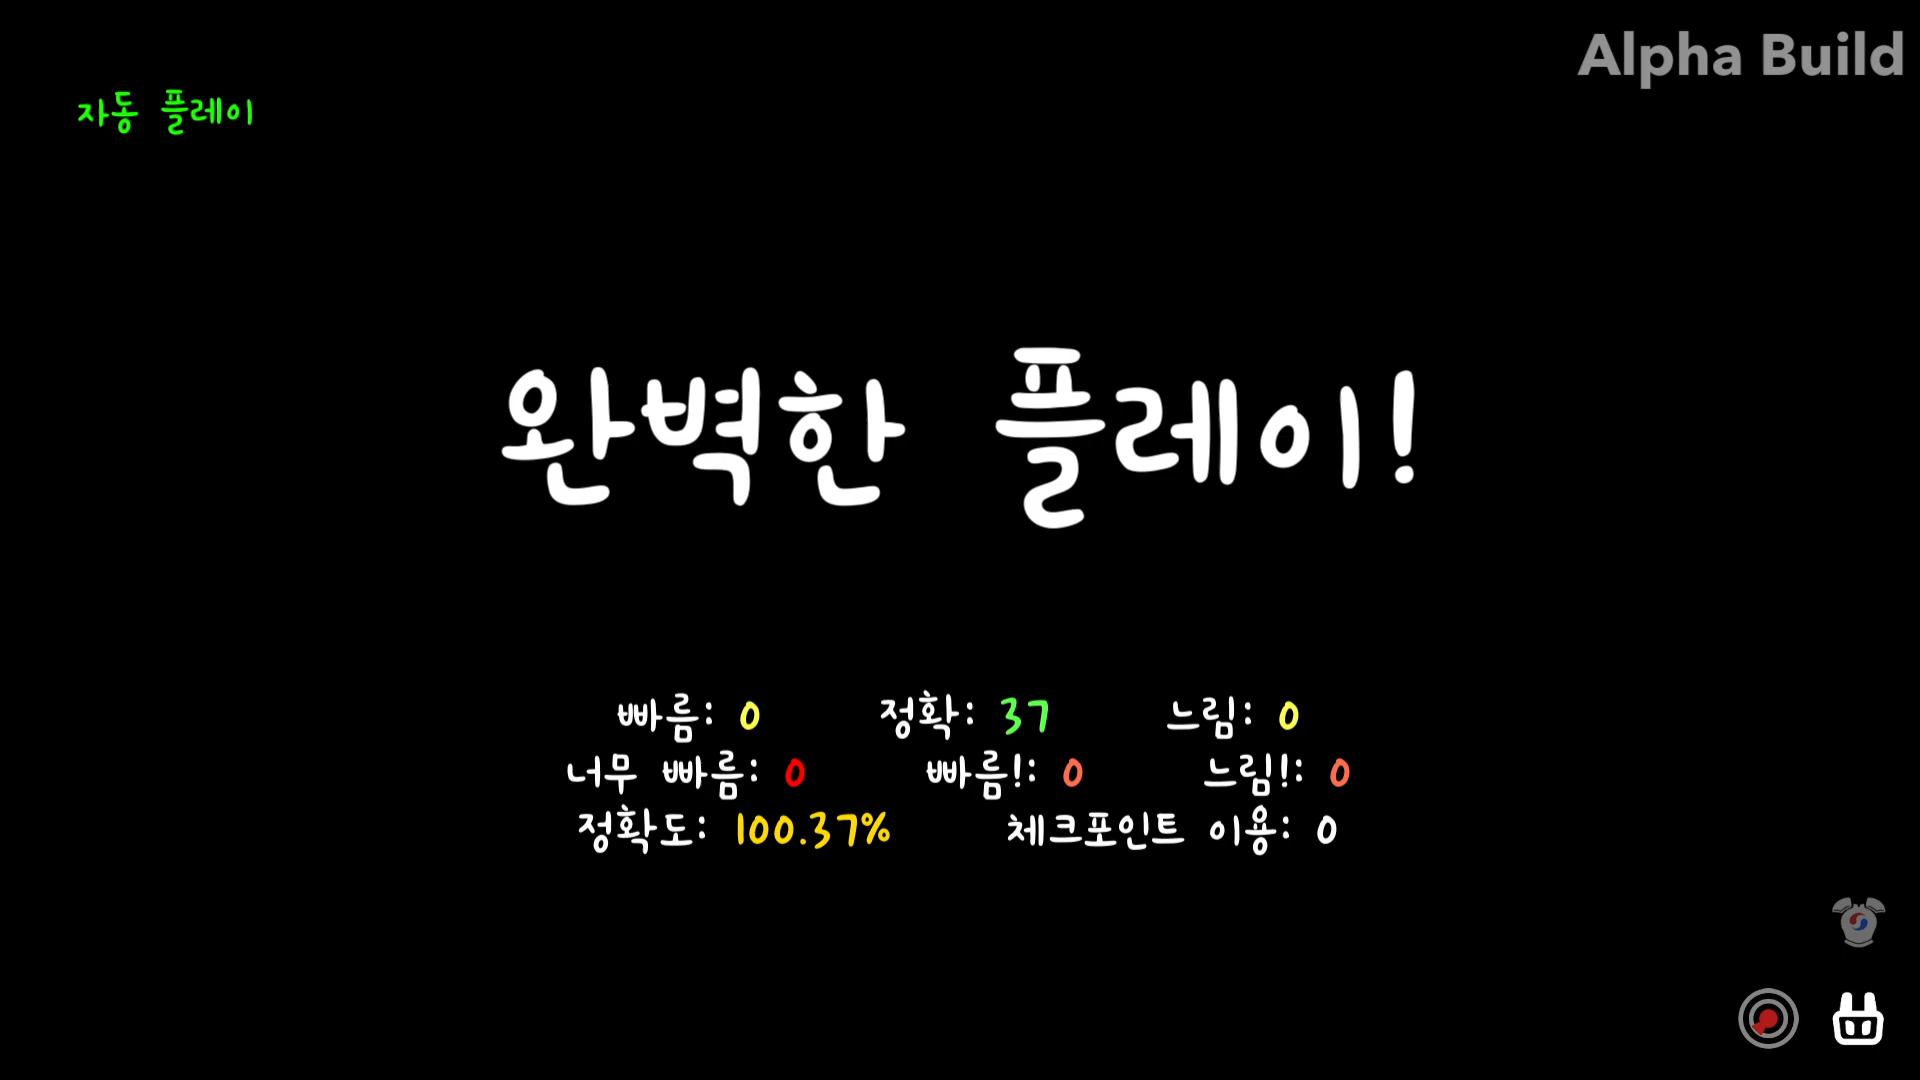 Alpha Build
자동 플레이
완벽한 플레이!
빠름: 0 정확: 37 느림: 0
너무 빠름: 0 빠름!: 0 느림!: 0
정확도: 100.37% 체크포인트 이용: 0